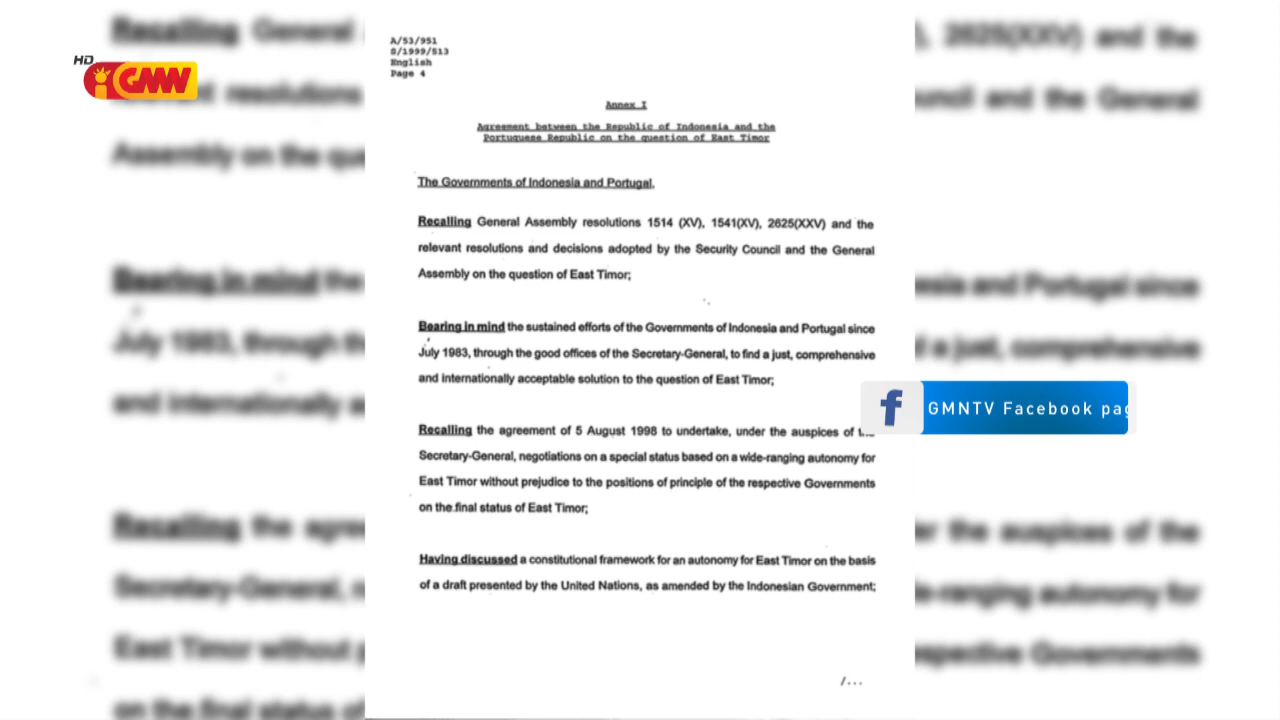 HD
GMN
A/53/951
S/1999/513
English
Page 4
Annex I
Agreement between the Republic of Indonesia and the
Portuguese Republic on the question of East Timor
The Governments of Indonesia and Portugal,
Recalling General Assembly resolutions 1514 (XV), 1541(XV), 2625(XXV) and the
relevant resolutions and decisions adopted by the Security Council and the General
Assembly on the question of East Timor;
Bearing in mind the sustained efforts of the Governments of Indonesia and Portugal since
July 1983, through the good offices of the Secretary-General, to find a just, comprehensive
and internationally acceptable solution to the question of East Timor;
Recalling the agreement of 5 August 1998 to undertake, under the auspices of
Secretary-General, negotiations on a special status based on a wide-ranging autonomy for
East Timor without prejudice to the positions of principle of the respective Governments
on the final status of East Timor;
Having discussed a constitutional framework for an autonomy for East Timor on the basis
of a draft presented by the United Nations, as amended by the Indonesian Government;
/...
GMNTV Facebook pag